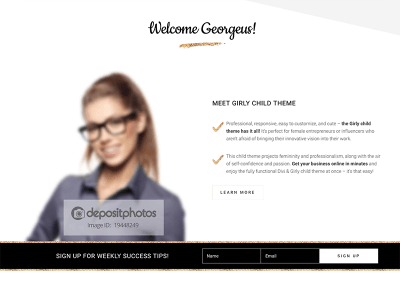 Welcome Georgeus!
MEET GIRLY CHILD THEME
Professional, responsive, easy to customize, and cute – the Girly child
theme has it all! It's perfect for female entrepreneurs or influencers who
aren't afraid of bringing their innovative vision into their work.
This child theme projects femininity and professionalism, along with the art
of self-confidence and passion. Get your business online in minutes and
enjoy the fully functional Divi & Girly child theme at once – it's that easy!
LEARN MORE
depositphotos
Image ID: 19448249
SIGN UP FOR WEEKLY SUCCESS TIPS!
Name
Email
SIGN UP